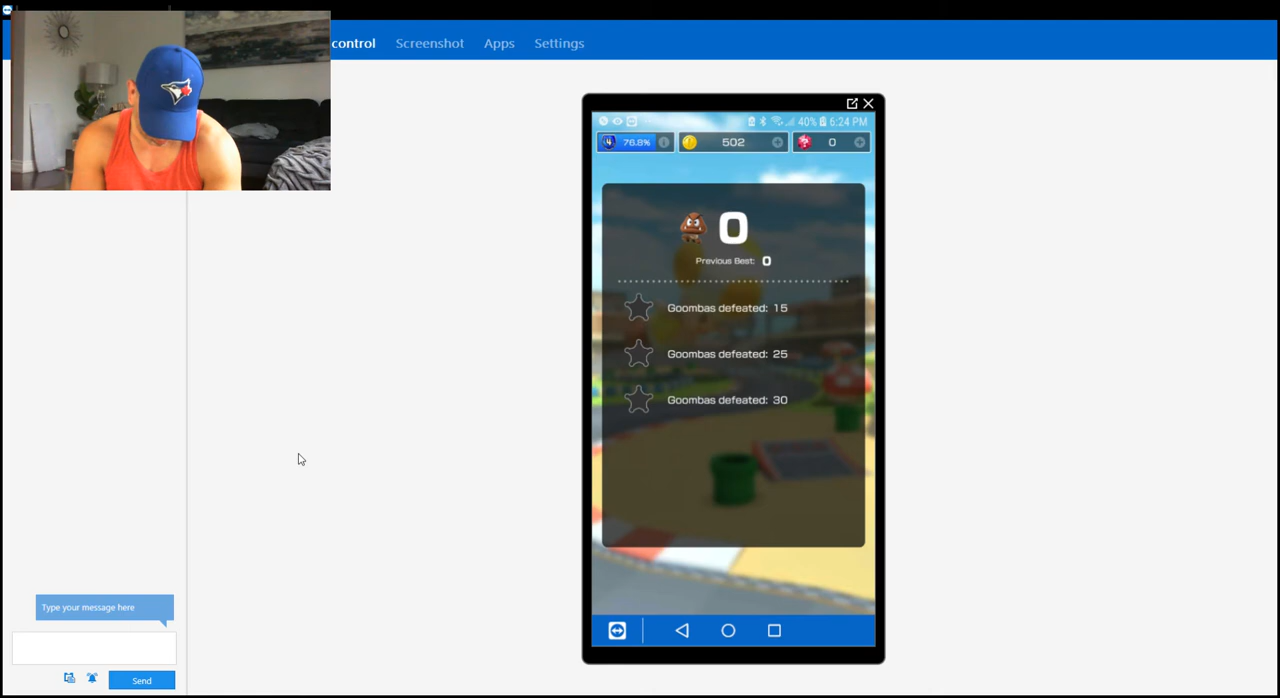 control Screenshot Apps Settings
40% 6:24 PM
4 76.8% 502 0
0
Previous Best: 0
Goombas defeated: 15
Goombas defeated: 25
Goombas defeated: 30
Type your message here
Send